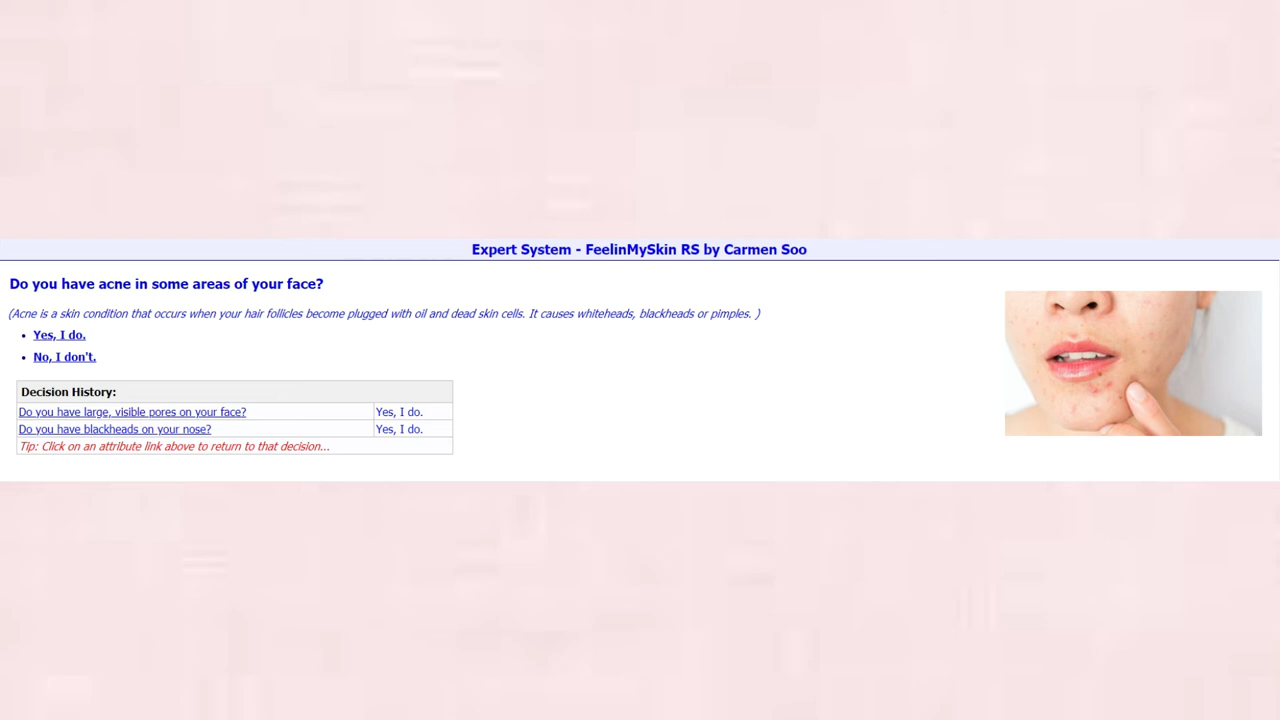 Expert System - FeelinMySkin RS by Carmen Soo
Do you have acne in some areas of your face?
(Acne is a skin condition that occurs when your hair follicles become plugged with oil and dead skin cells. It causes whiteheads, blackheads or pimples. )
Yes, I do.
No, I don't.
Decision History:
Do you have large, visible pores on your face? Yes, I do.
Do you have blackheads on your nose? Yes, I do.
Tip: Click on an attribute link above to return to that decision...